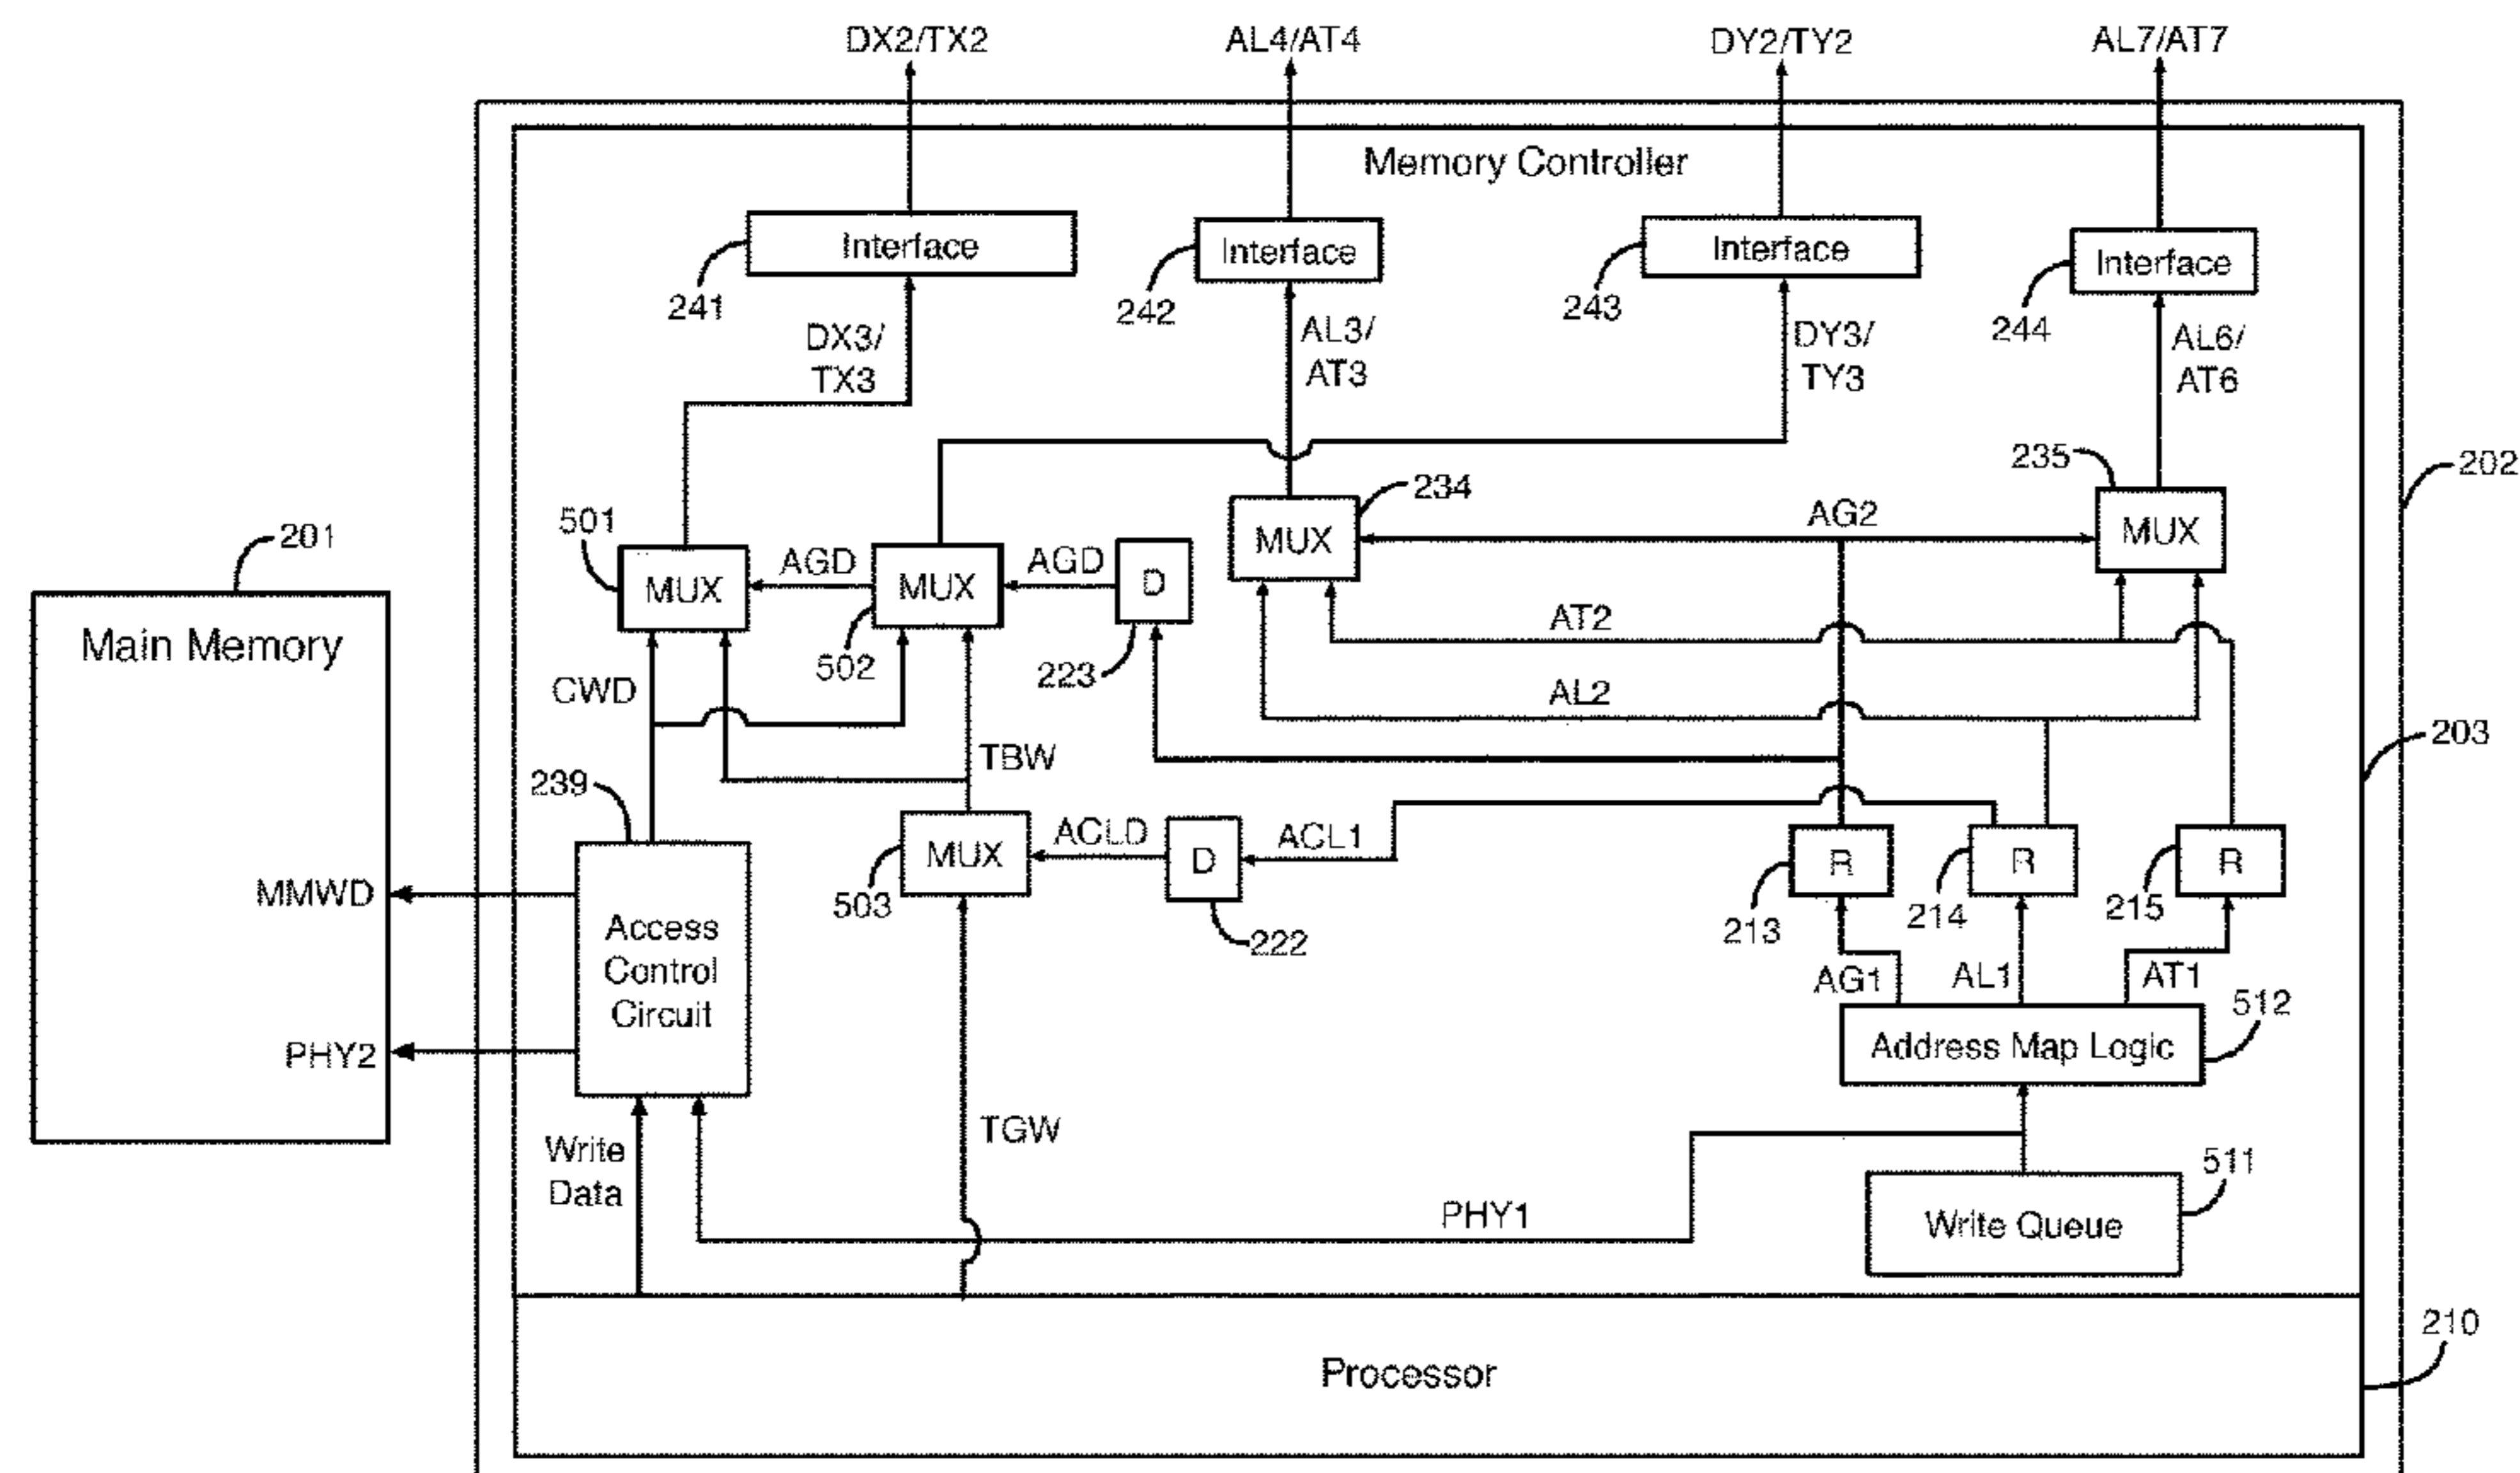 DX2/TX2
AL4/AT4
DY2/TY2
AL7/AT7
Memory Controller
Interface
Interface
Interface
Interface
241
242
243
244
DX3/
TX3
AL3/
AT3
DY3/
TY3
AL6/
AT6
235
202
234
501
AG2
201
MUX
MUX
AGD
AGD
MUX
MUX
D
Main Memory
AT2
502
223
CWD
AL2
203
TBW
239
ACLD
ACL1
MUX
D
R
R
R
MMWD
503
213
214
215
Access
Control
Circuit
222
AG1
AL1
AT1
512
PHY2
Address Map Logic
TGW
Write
Data
511
PHY1
Write Queue
210
Processor